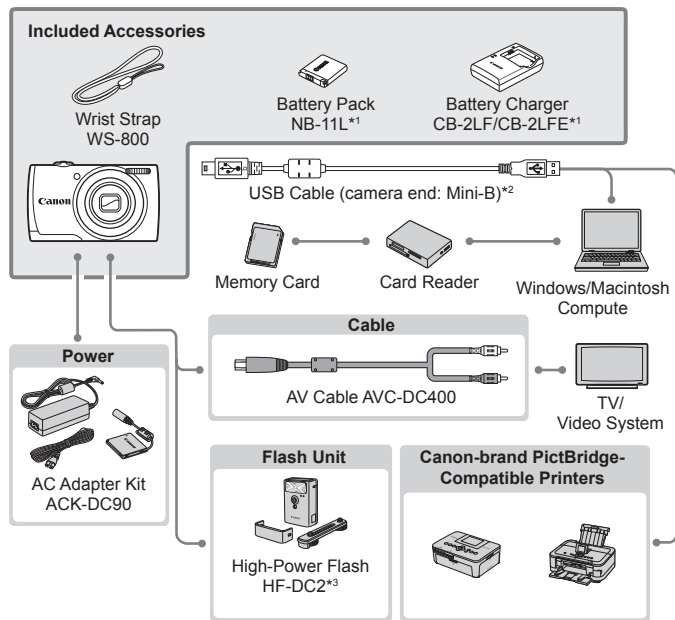 Included Accessories
Wrist Strap
WS-800
Battery Pack
NB-11L*1
Battery Charger
CB-2LF/CB-2LFE*1
Canon
USB Cable (camera end: Mini-B)*2
Memory Card
Card Reader
Windows/Macintosh
Compute
Cable
AV Cable AVC-DC400
TV/
Video System
Power
AC Adapter Kit
ACK-DC90
Flash Unit
High-Power Flash
HF-DC2*3
Canon-brand PictBridge-
Compatible Printers